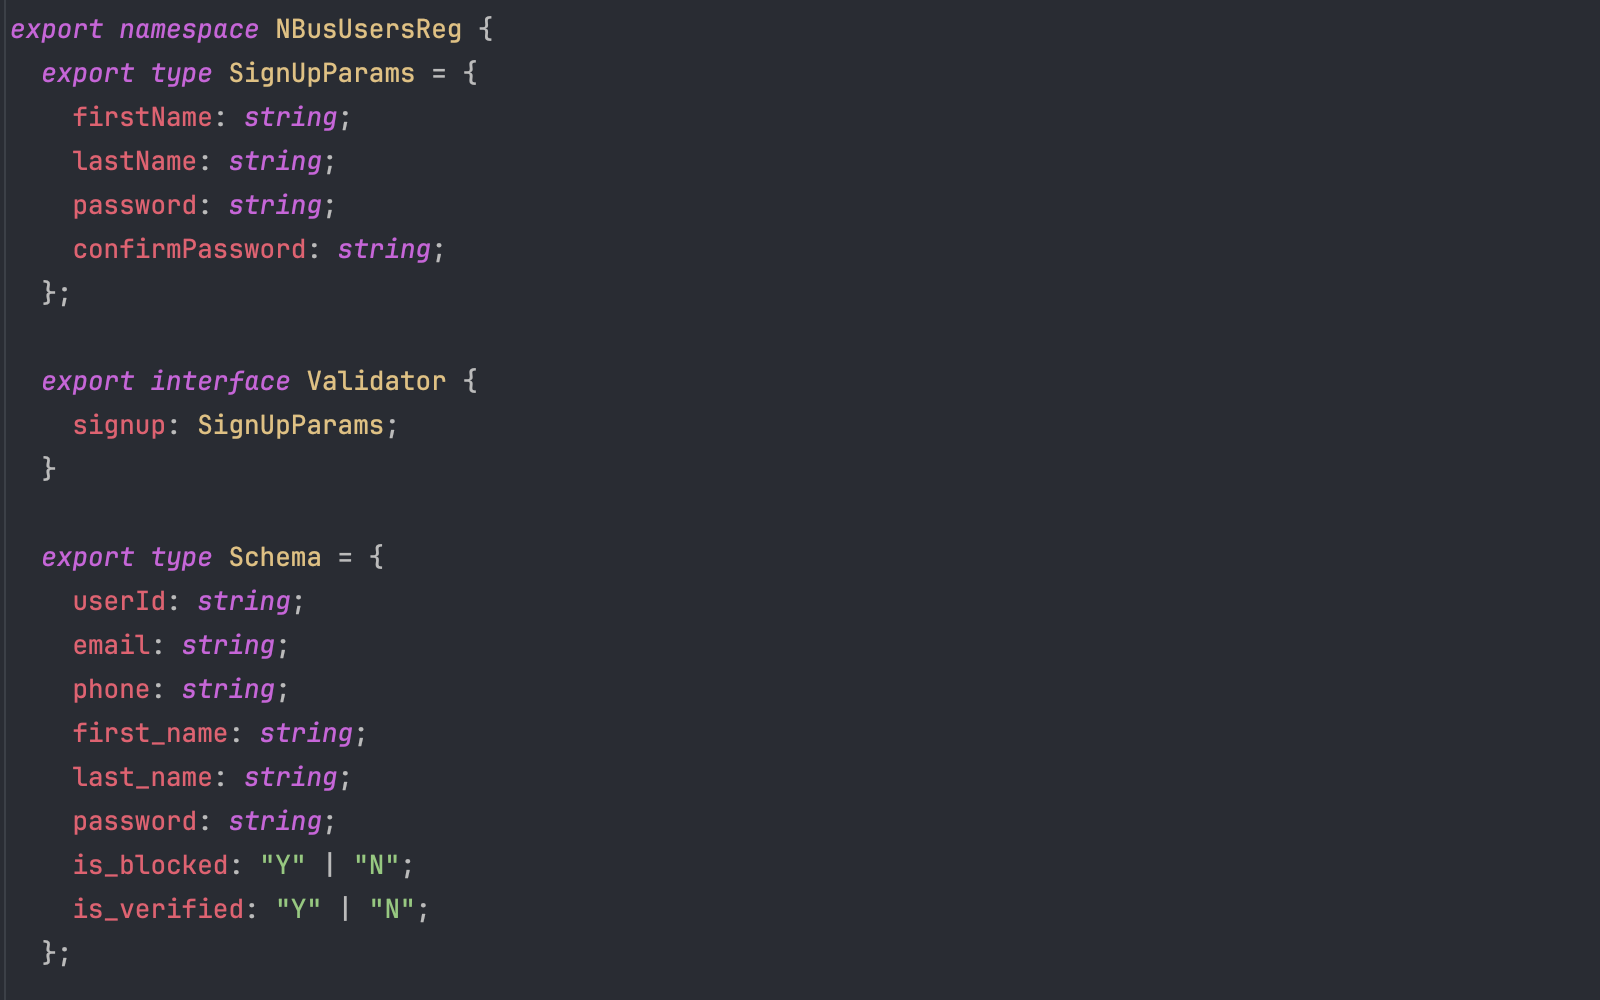 export namespace NBusUsersReg {
  export type SignUpParams = {
    firstName: string;
    lastName: string;
    password: string;
    confirmPassword: string;
  };

  export interface Validator {
    signup: SignUpParams;
  }

  export type Schema = {
    userId: string;
    email: string;
    phone: string;
    first_name: string;
    last_name: string;
    password: string;
    is_blocked: "Y" | "N";
    is_verified: "Y" | "N";
  };